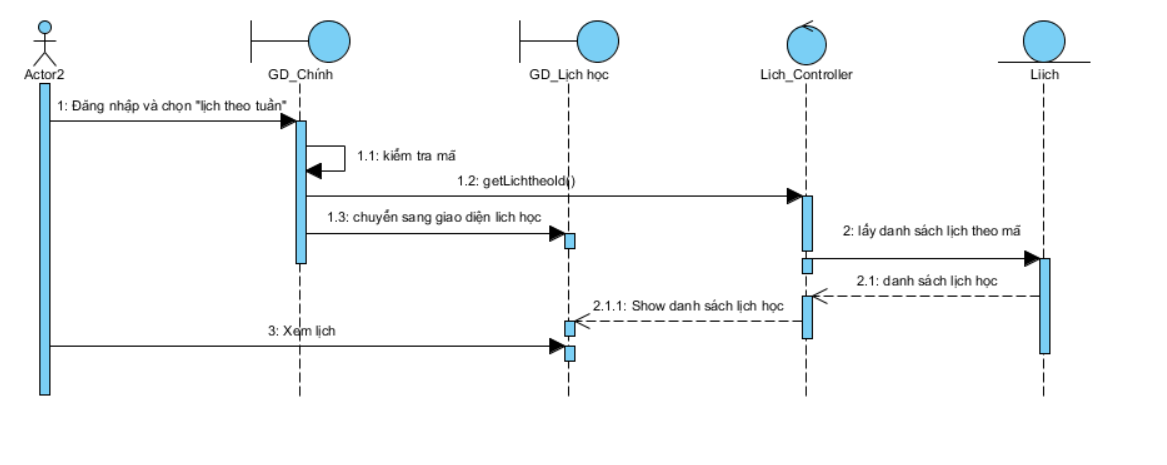 Actor2
GD_Chính
GD_Lịch học
Lich_Controller
Liich
1: Đăng nhập và chọn "lịch theo tuần"
1.1: kiểm tra mã
1.2: getLichtheoId()
1.3: chuyển sang giao diện lich học
2: lấy danh sách lịch theo mã
2.1: danh sách lịch học
2.1.1: Show danh sách lịch học
3: Xem lịch